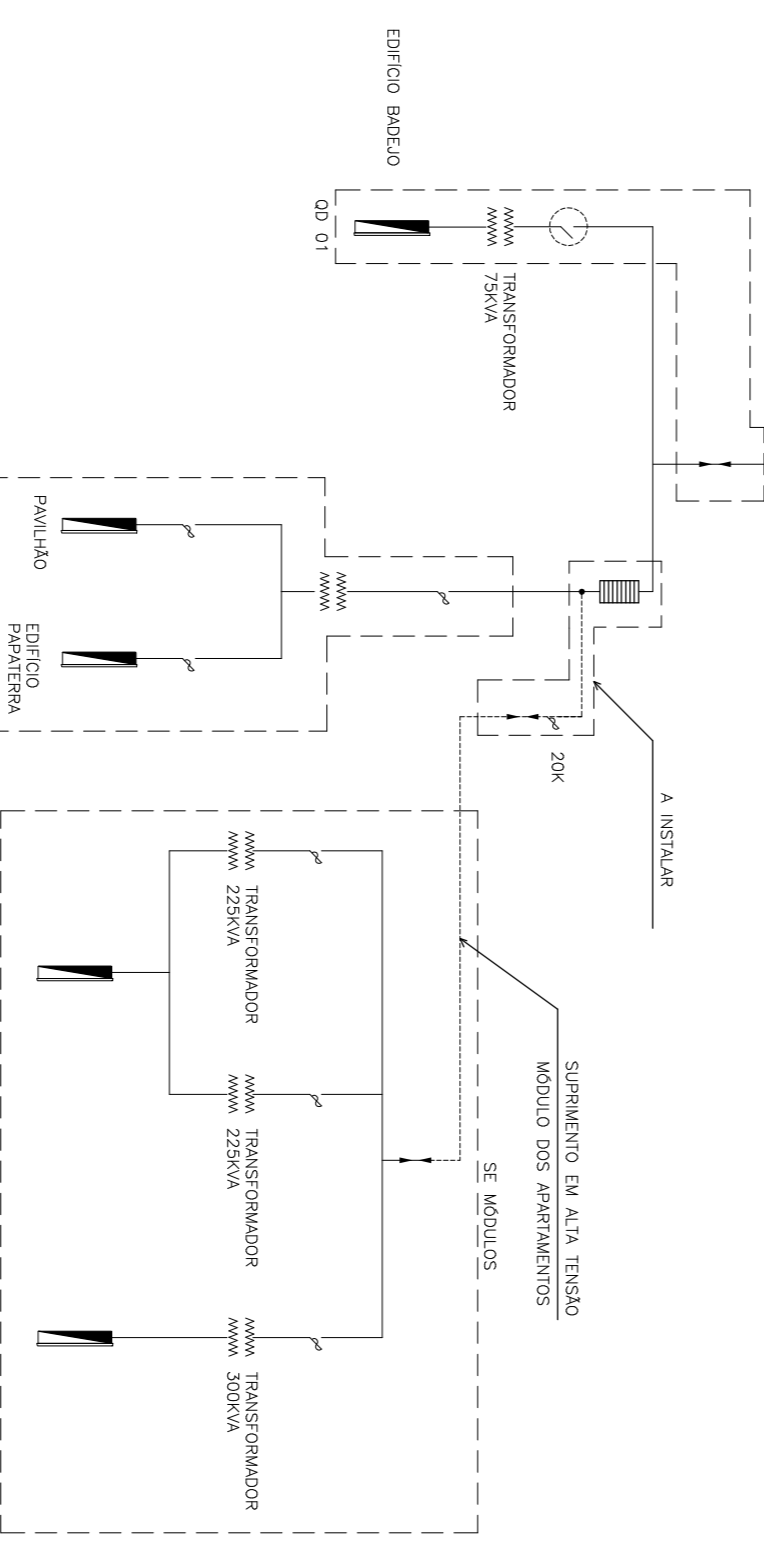 EDIFÍCIO BADEJO
QD 01
TRANSFORMADOR
75KVA
PAVILHÃO
EDIFÍCIO
PAPATERRA
20K
A INSTALAR
SUPRIMENTO EM ALTA TENSÃO
MÓDULO DOS APARTAMENTOS
SE MÓDULOS
TRANSFORMADOR
225KVA
TRANSFORMADOR
225KVA
TRANSFORMADOR
300KVA